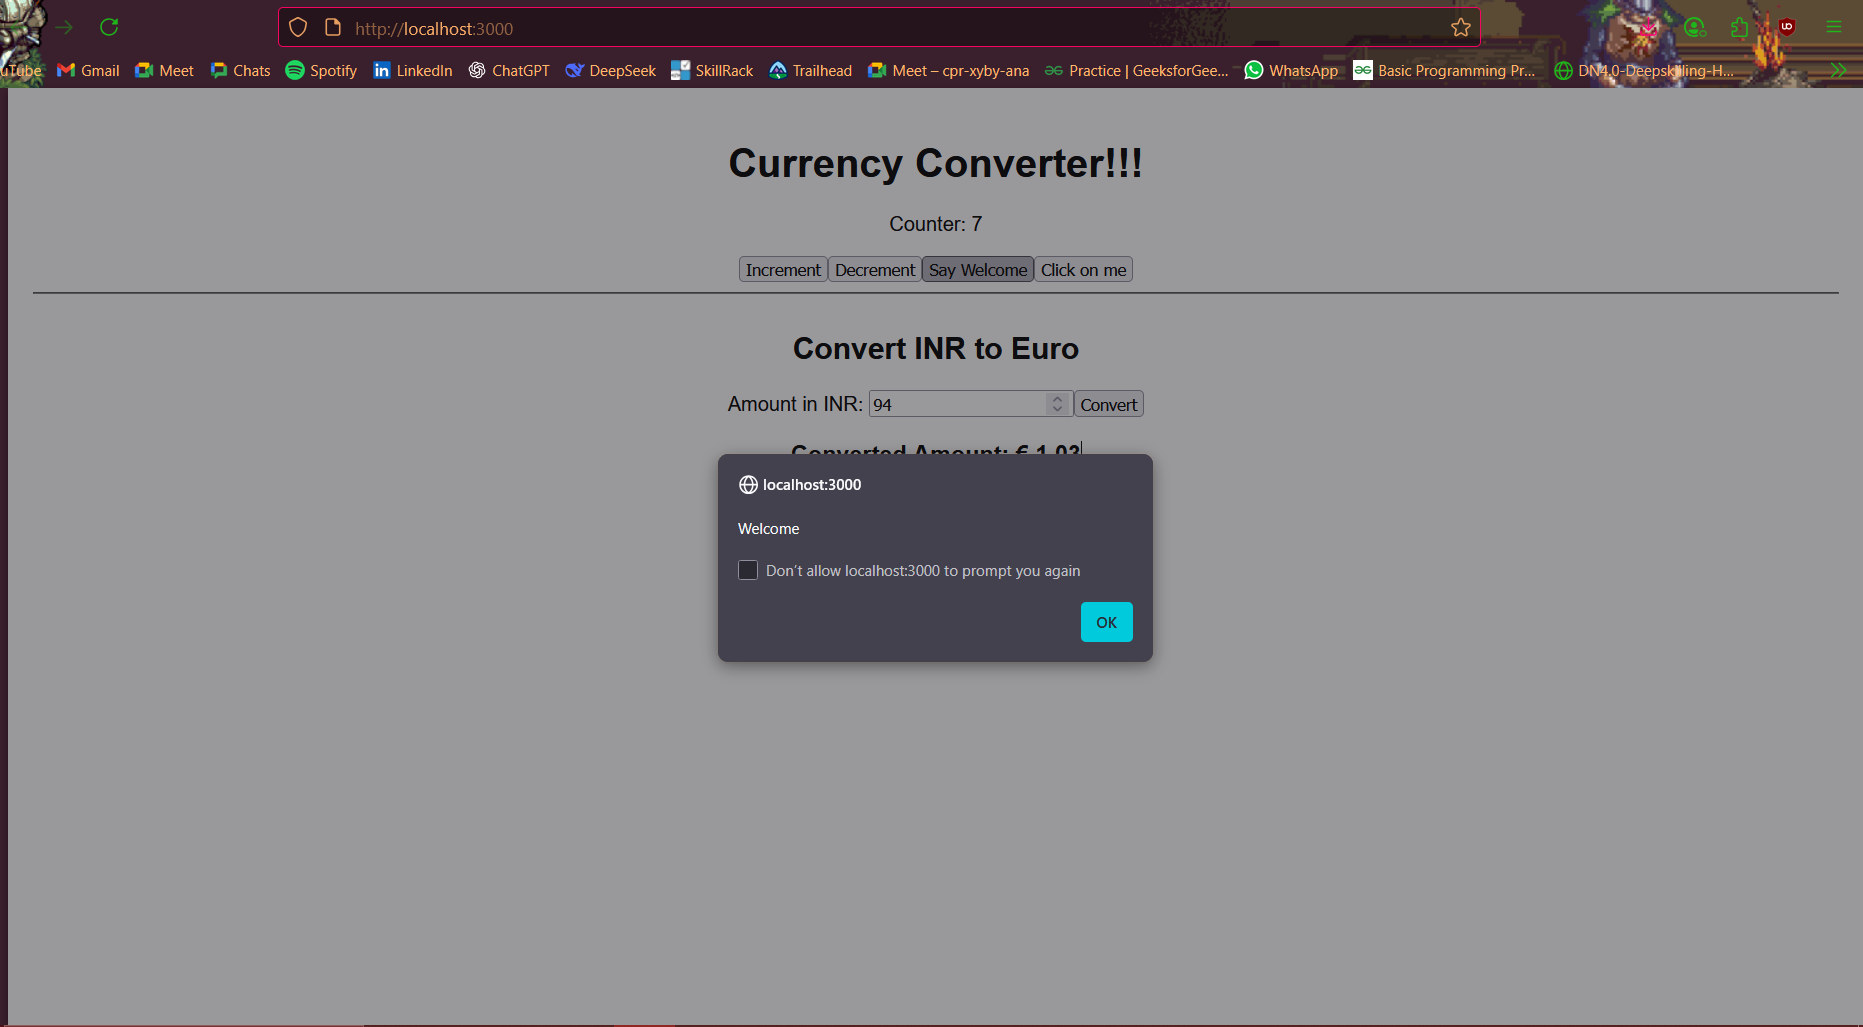 http://localhost:3000
uTube Gmail Meet Chats Spotify LinkedIn ChatGPT DeepSeek SkillRack Trailhead Meet – cpr-xyby-ana Practice | GeeksforGee... WhatsApp Basic Programming Pr... DN4.0-Deepskilling-H...
Currency Converter!!!
Counter: 7
Increment Decrement Say Welcome Click on me
Convert INR to Euro
Amount in INR: 94 Convert
Converted Amount: € 1.03
localhost:3000
Welcome
Don't allow localhost:3000 to prompt you again
OK